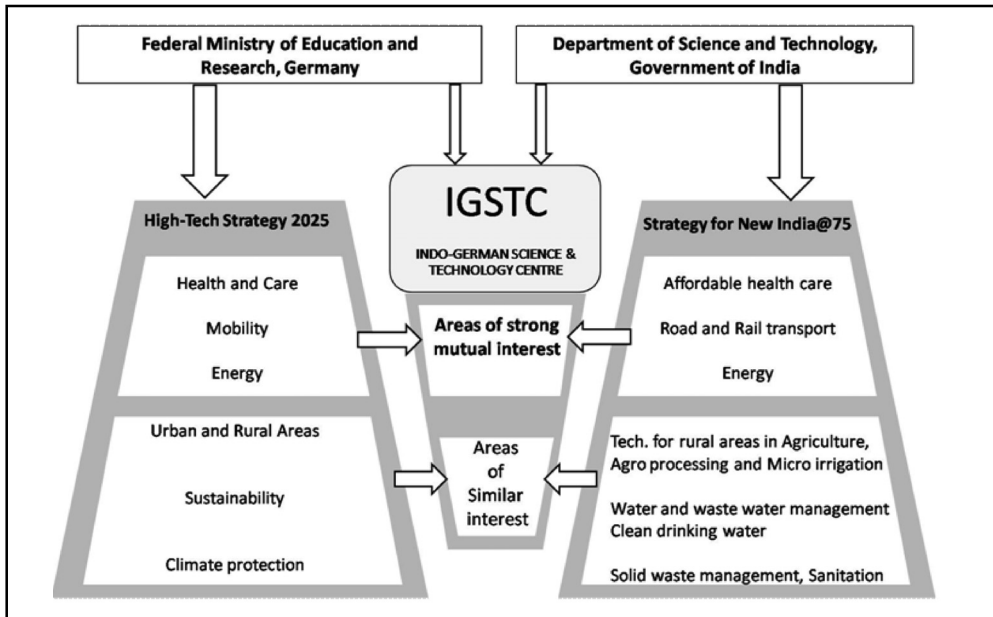 Federal Ministry of Education and
Research, Germany
Department of Science and Technology,
Government of India
IGSTC
INDO-GERMAN SCIENCE &
TECHNOLOGY CENTRE
High-Tech Strategy 2025
Health and Care
Mobility
Energy
Urban and Rural Areas
Sustainability
Climate protection
Areas of strong
mutual interest
Areas
of
Similar
interest
Strategy for New India@75
Affordable health care
Road and Rail transport
Energy
Tech. for rural areas in Agriculture,
Agro processing and Micro irrigation
Water and waste water management
Clean drinking water
Solid waste management, Sanitation